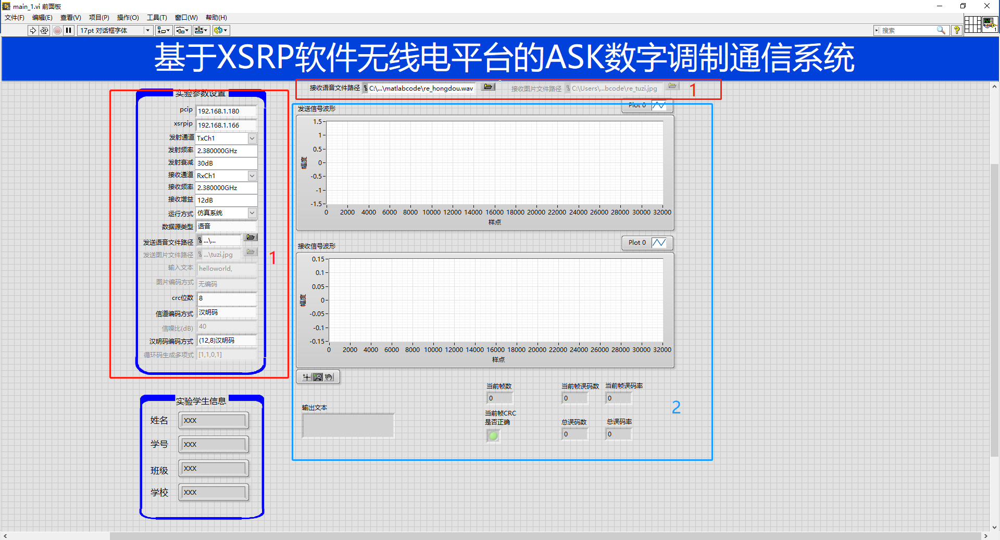 main_1.vi 前面板
文件(F) 编辑(E) 查看(V) 项目(P) 操作(O) 工具(T) 窗口(W) 帮助(H)
17pt 对话框字体
搜索
基于XSRP软件无线电平台的ASK数字调制通信系统
接收语音文件路径 C:\...\matlabcode\re_hongdou.wav
接收图片文件路径 C:\Users\...bcode\re_tuzi.jpg
1
实验参数设置
pcip 192.168.1.180
xsrpip 192.168.1.166
发射通道 TxCh1
发射频率 2.380000GHz
发射衰减 30dB
接收通道 RxCh1
接收频率 2.380000GHz
接收增益 12dB
运行方式 仿真系统
数据源类型 语音
发送语音文件路径 ...\...
发送图片文件路径 ...\tuzi.jpg
输入文本 helloworld,
图片编码方式 无编码
crc位数 8
信道编码方式 汉明码
信噪比(dB) 40
汉明码编码方式 (12,8)汉明码
循环码生成多项式 [1,1,0,1]
1
实验学生信息
姓名 XXX
学号 XXX
班级 XXX
学校 XXX
发送信号波形
Plot 0
幅度
1.5
1
0.5
0
-0.5
-1
-1.5
0 2000 4000 6000 8000 10000 12000 14000 16000 18000 20000 22000 24000 26000 28000 30000 32000
样点
接收信号波形
Plot 0
幅度
0.15
0.1
0.05
0
-0.05
-0.1
-0.15
0 2000 4000 6000 8000 10000 12000 14000 16000 18000 20000 22000 24000 26000 28000 30000 32000
样点
输出文本
当前帧数
0
当前帧CRC
是否正确
当前帧误码数
0
当前帧误码率
0
总误码数
0
总误码率
0
2